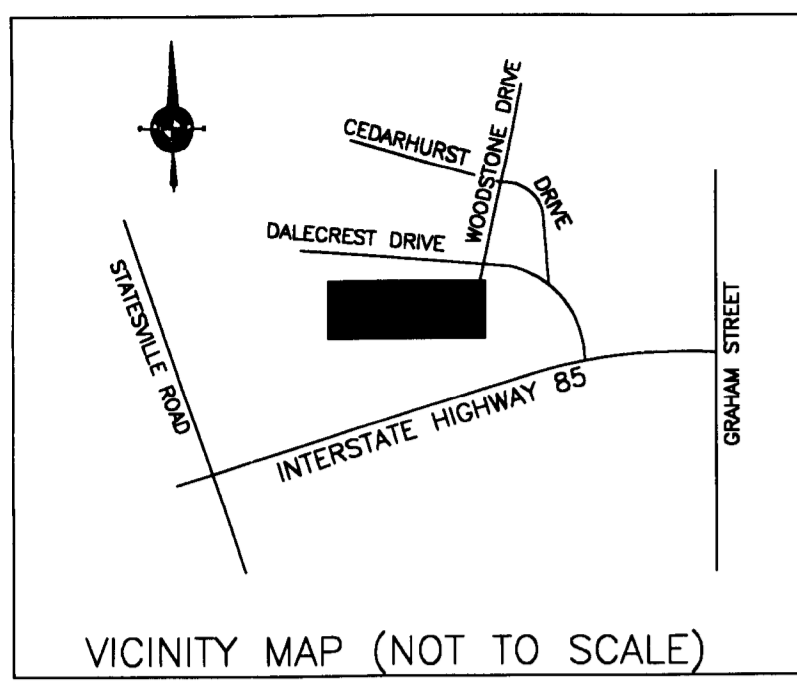 WOODSTONE DRIVE
CEDARHURST
DRIVE
DALECREST DRIVE
STATESVILLE ROAD
INTERSTATE HIGHWAY 85
GRAHAM STREET
VICINITY MAP (NOT TO SCALE)